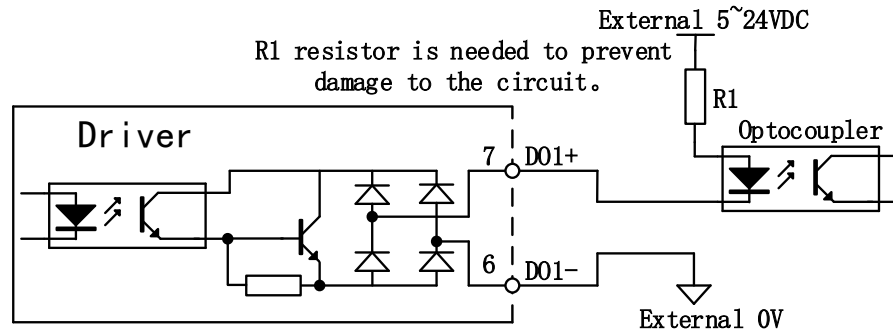 External 5~24VDC
R1 resistor is needed to prevent
damage to the circuit。
R1
Driver
Optocoupler
7
DO1+
6
DO1-
External 0V